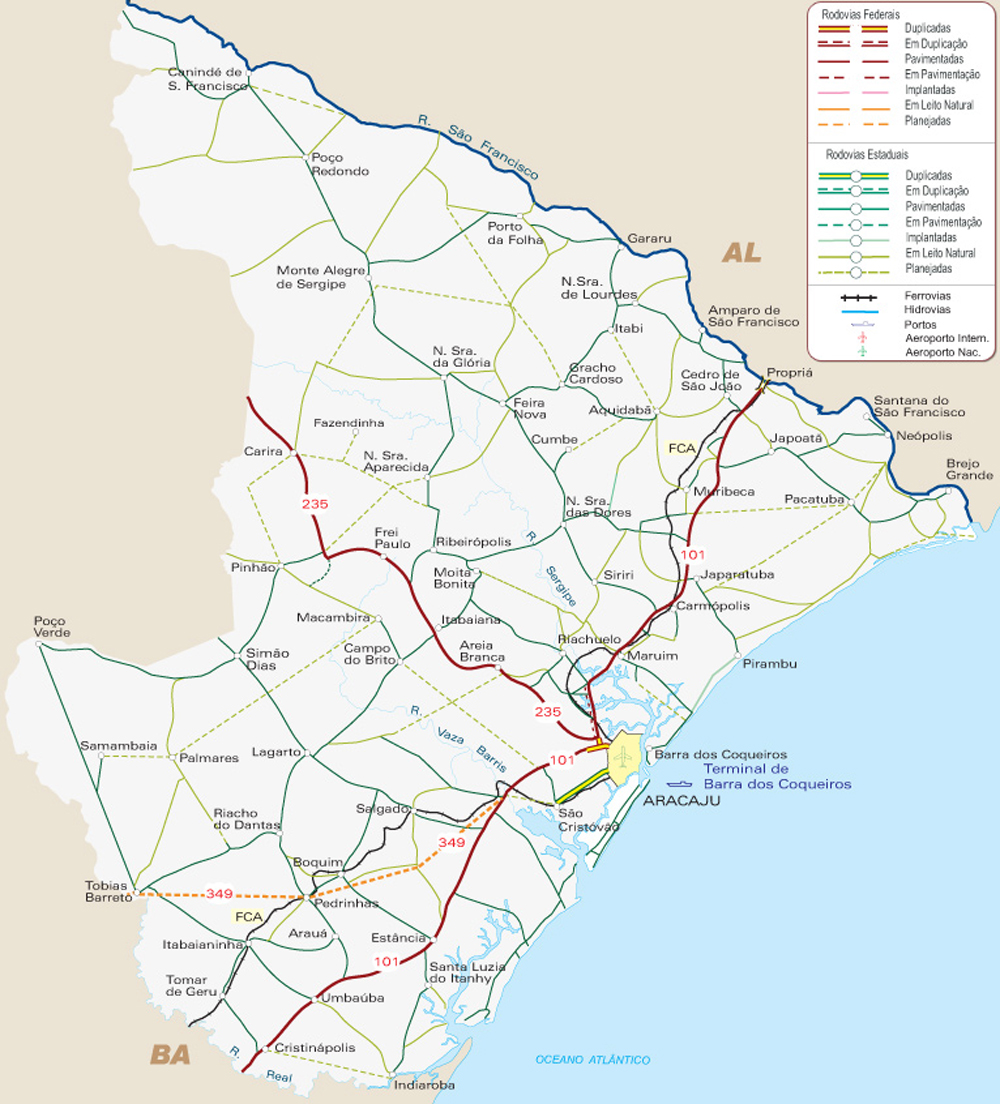 Rodovias Federais
Duplicadas
Em Duplicação
Pavimentadas
Em Pavimentação
Implantadas
Em Leito Natural
Planejadas
Rodovias Estaduais
Duplicadas
Em Duplicação
Pavimentadas
Em Pavimentação
Implantadas
Em Leito Natural
Planejadas
Ferrovias
Hidrovias
Portos
Aeroporto Intern.
Aeroporto Nac.
Canindé de
S. Francisco
R. São Francisco
Poço
Redondo
Porto
da Folha
Gararu
AL
Monte Alegre
de Sergipe
N.Sra.
de Lourdes
Amparo de
São Francisco
Itabi
N. Sra.
da Glória
Gracho
Cardoso
Cedro de
São João
Propriá
Feira
Nova
Aquidabã
Santana do
São Francisco
Fazendinha
Cumbe
FCA
Japoatã
Neópolis
Carira
N. Sra.
Aparecida
Brejo
Grande
Muribeca
Pacatuba
235
N. Sra.
das Dores
Frei
Paulo
Ribeirópolis
R. Sergipe
101
Pinhão
Moita
Bonita
Siriri
Japaratuba
Macambira
Itabaiana
Carmópolis
Poço
Verde
Simão
Dias
Campo
do Brito
Areia
Branca
Riachuelo
Maruim
Pirambu
235
R. Vaza Barris
Samambaia
Palmares
Lagarto
101
Barra dos Coqueiros
Terminal de
Barra dos Coqueiros
ARACAJU
Riacho
do Dantas
Salgado
São
Cristóvão
349
Boquim
Tobias
Barreto
349
Pedrinhas
FCA
Itabaianinha
Arauá
Estância
101
Tomar
de Geru
Santa Luzia
do Itanhy
Umbaúba
BA
R. Real
Cristinápolis
Indiaroba
OCEANO ATLÂNTICO